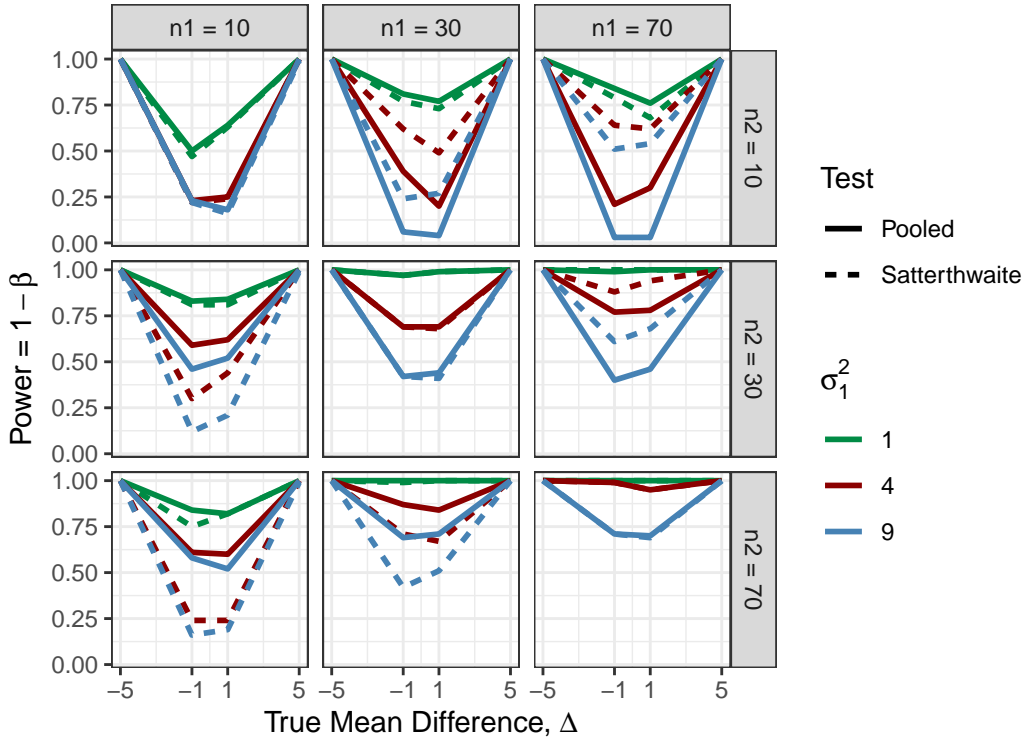 n1 = 10
n1 = 30
n1 = 70
1.00
0.75
0.50
0.25
0.00
n2 = 10
1.00
0.75
0.50
0.25
0.00
n2 = 30
1.00
0.75
0.50
0.25
0.00
n2 = 70
−5 −1 1 5
−5 −1 1 5
−5 −1 1 5
True Mean Difference, Δ
Power = 1 − β
Test
Pooled
Satterthwaite
σ₁²
1
4
9